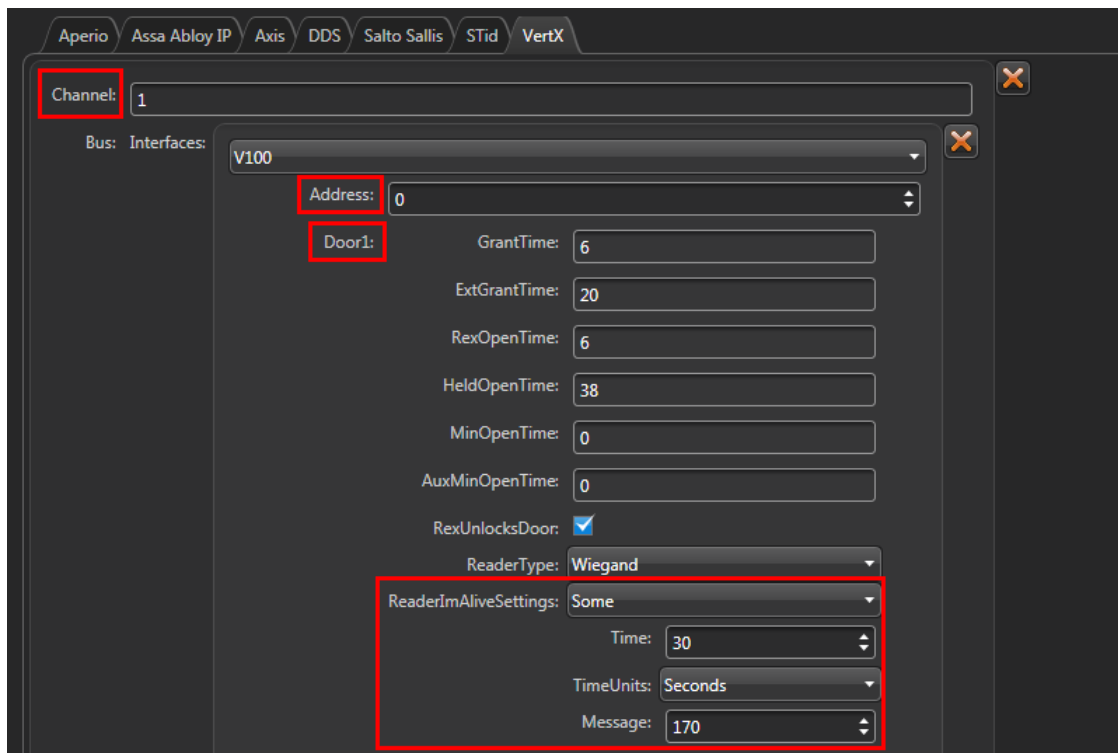 Aperio Assa Abloy IP Axis DDS Salto Sallis STid VertX
Channel: 1
Bus: Interfaces: V100
Address: 0
Door1: GrantTime: 6
ExtGrantTime: 20
RexOpenTime: 6
HeldOpenTime: 38
MinOpenTime: 0
AuxMinOpenTime: 0
RexUnlocksDoor:
ReaderType: Wiegand
ReaderImAliveSettings: Some
Time: 30
TimeUnits: Seconds
Message: 170